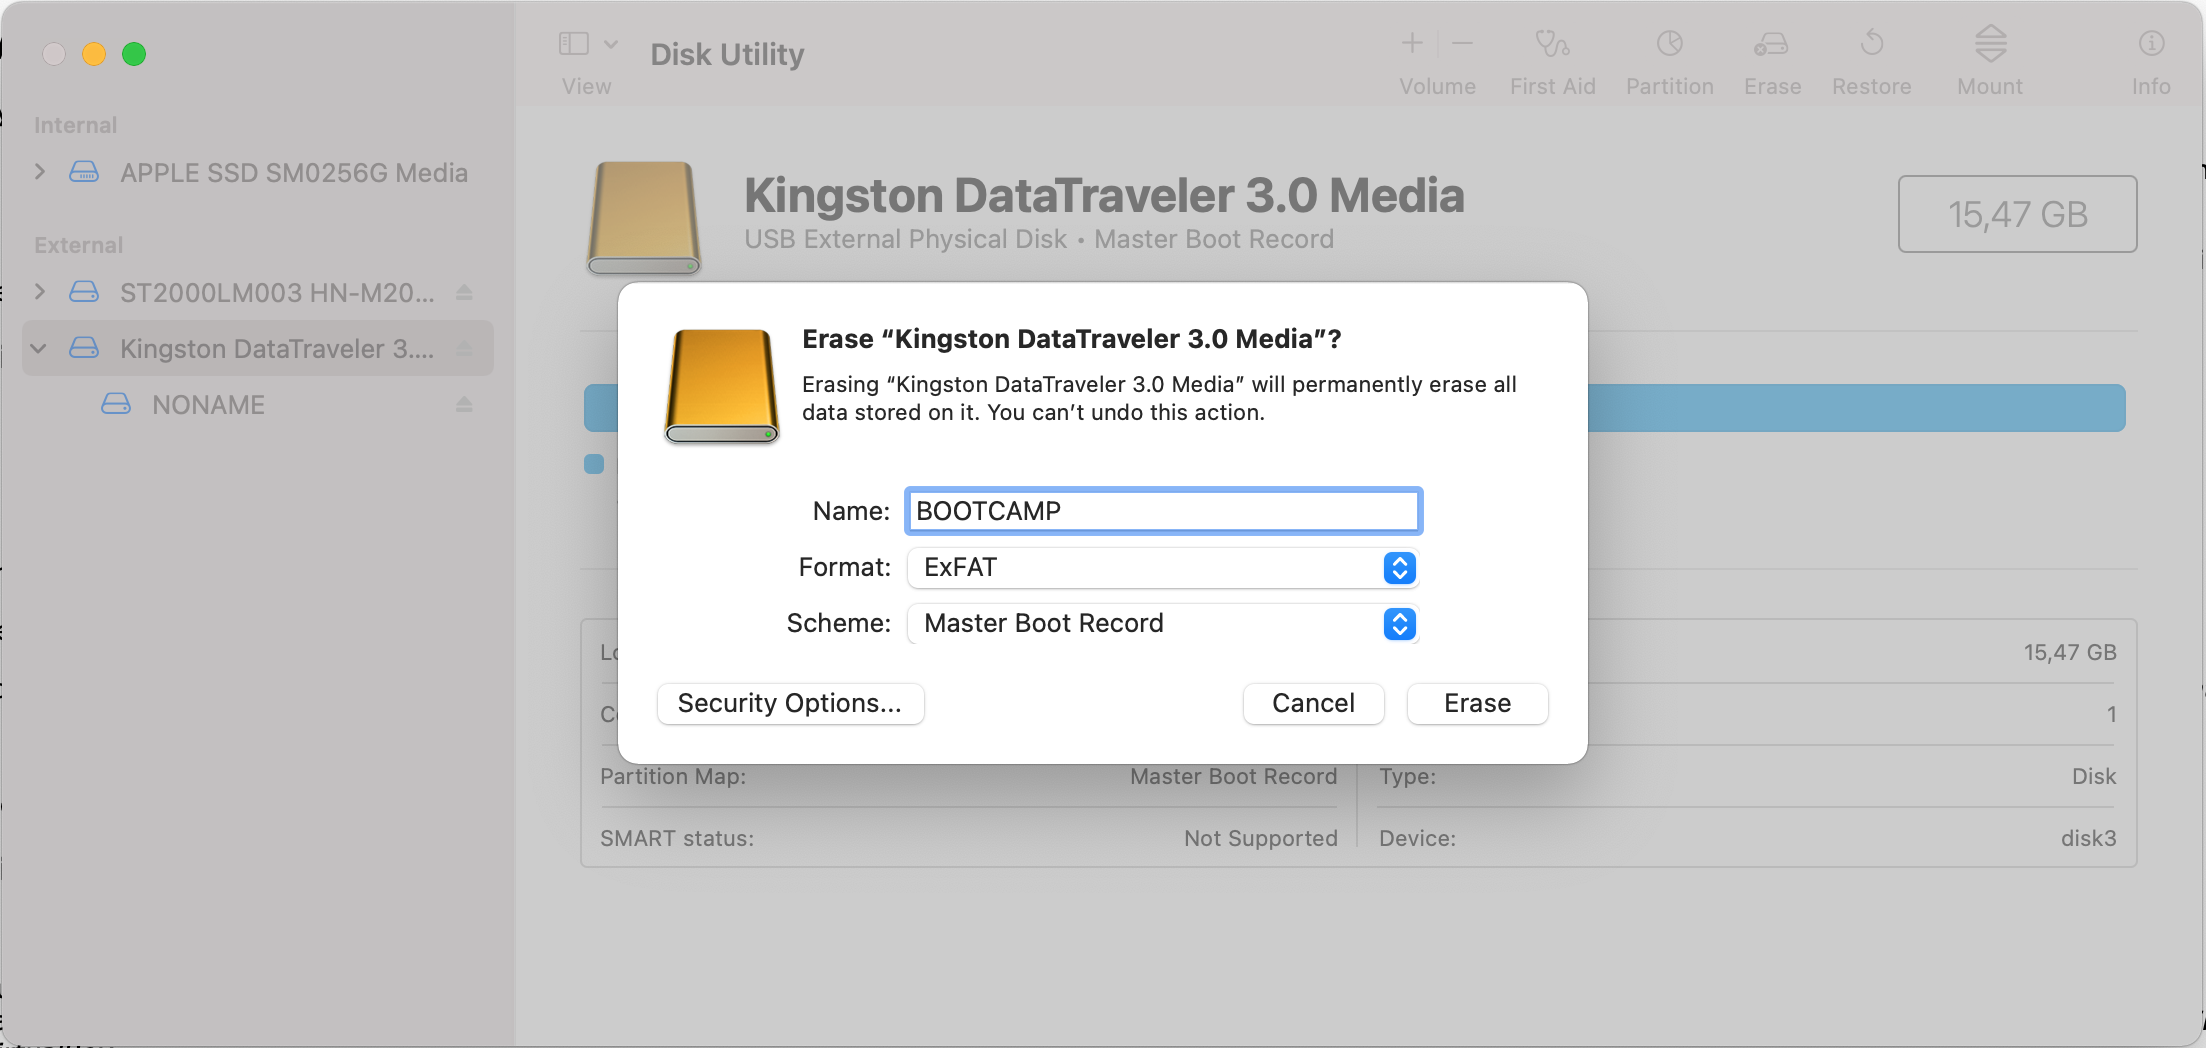 View
Disk Utility
Volume
First Aid
Partition
Erase
Restore
Mount
Info
Internal
APPLE SSD SM0256G Media
External
ST2000LM003 HN-M20...
Kingston DataTraveler 3....
NONAME
Kingston DataTraveler 3.0 Media
USB External Physical Disk • Master Boot Record
15,47 GB
Erase “Kingston DataTraveler 3.0 Media”?
Erasing “Kingston DataTraveler 3.0 Media” will permanently erase all
data stored on it. You can’t undo this action.
Name: BOOTCAMP
Format: ExFAT
Scheme: Master Boot Record
Security Options...
Cancel
Erase
15,47 GB
1
Partition Map: Master Boot Record
Type: Disk
SMART status: Not Supported
Device: disk3